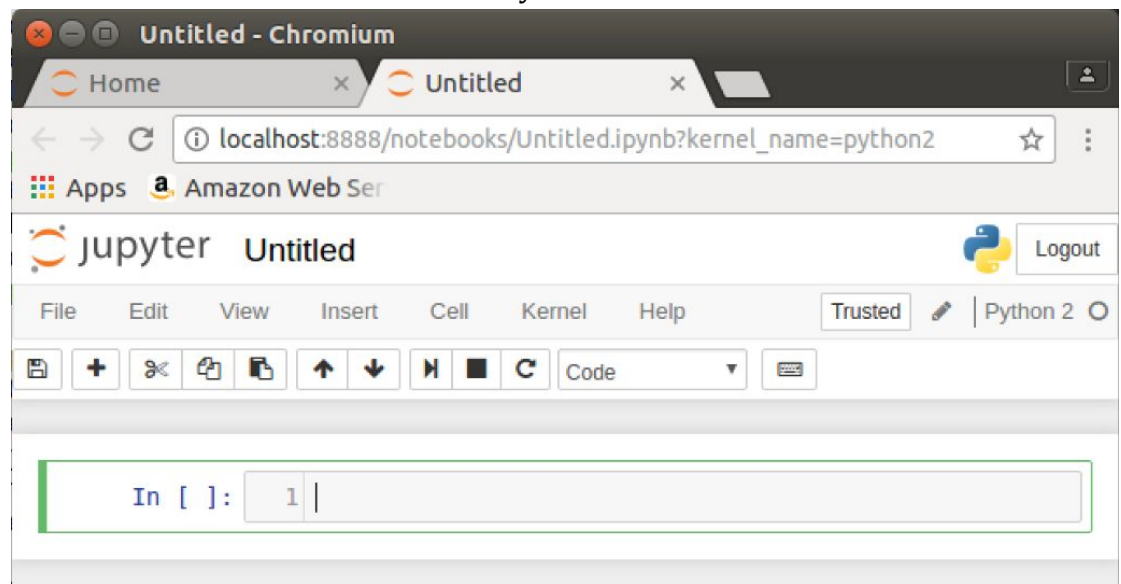 Untitled - Chromium
Home Untitled
localhost:8888/notebooks/Untitled.ipynb?kernel_name=python2
Apps a Amazon Web Ser
jupyter Untitled Logout
File Edit View Insert Cell Kernel Help Trusted Python 2
Code
In [ ]: 1